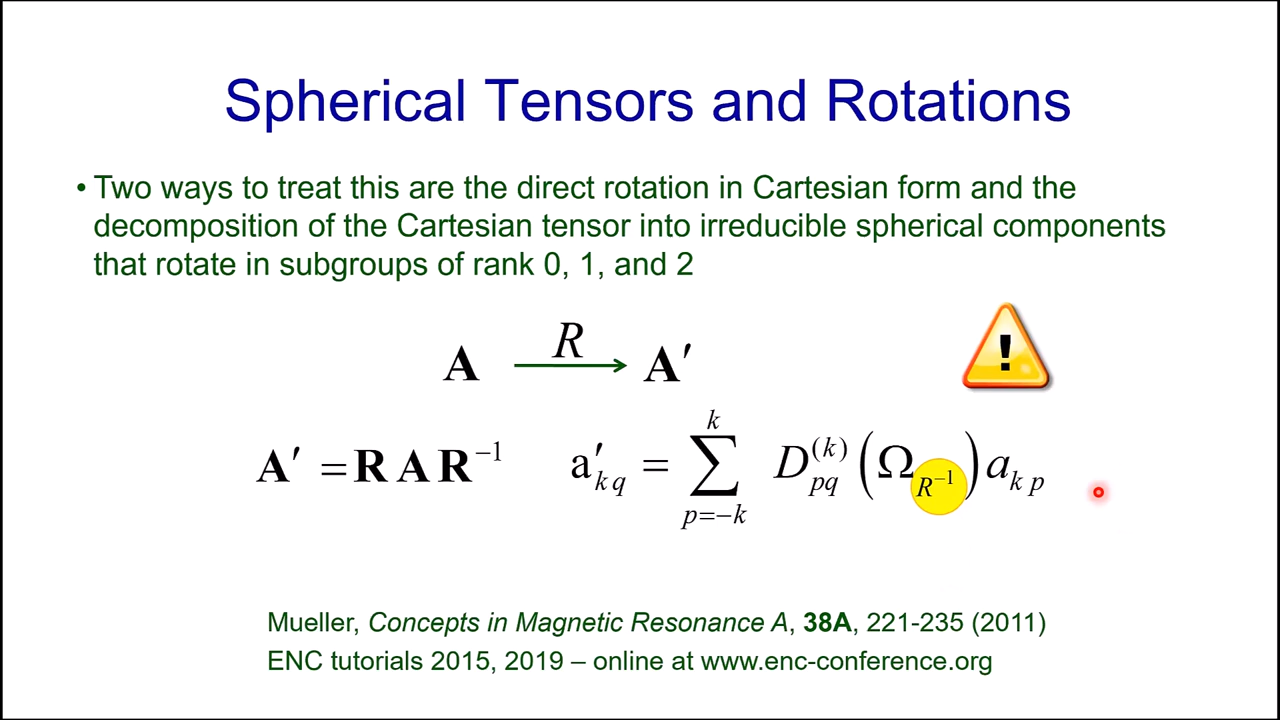 Spherical Tensors and Rotations
• Two ways to treat this are the direct rotation in Cartesian form and the
decomposition of the Cartesian tensor into irreducible spherical components
that rotate in subgroups of rank 0, 1, and 2
A R→ A′
!
A′ = R A R⁻¹ a′_{kq} = ∑_{p=−k}^{k} D_{pq}^{(k)} (Ω_{R⁻¹}) a_{kp}
Mueller, Concepts in Magnetic Resonance A, 38A, 221-235 (2011)
ENC tutorials 2015, 2019 – online at www.enc-conference.org